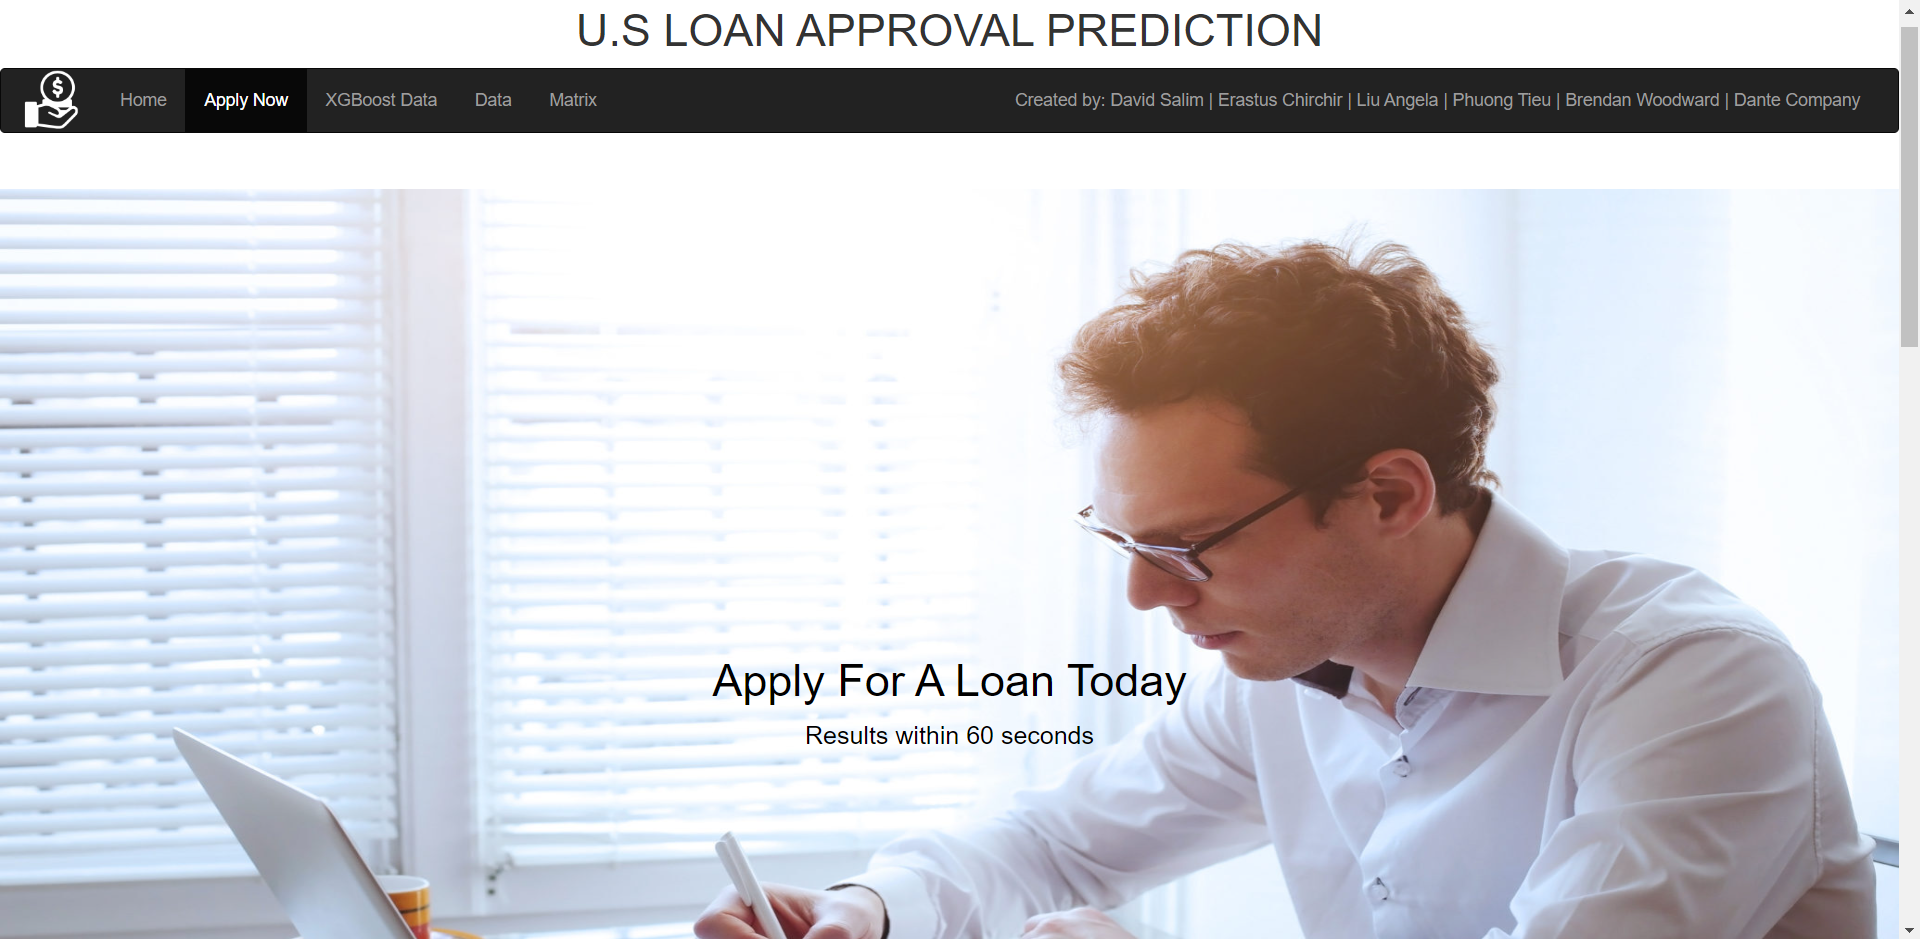 U.S LOAN APPROVAL PREDICTION
$ Home Apply Now XGBoost Data Data Matrix Created by: David Salim | Erastus Chirchir | Liu Angela | Phuong Tieu | Brendan Woodward | Dante Company
Apply For A Loan Today
Results within 60 seconds